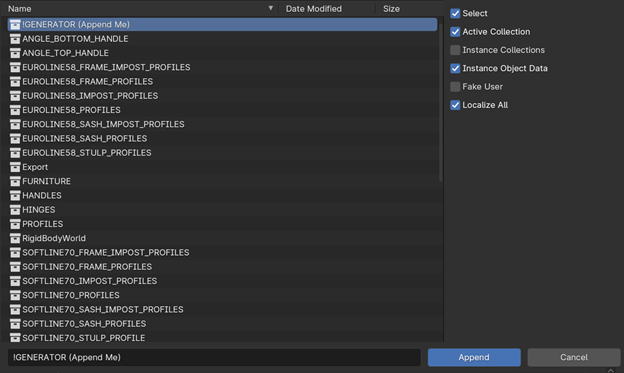 Name Date Modified Size
!GENERATOR (Append Me)
ANGLE_BOTTOM_HANDLE
ANGLE_TOP_HANDLE
EUROLINE58_FRAME_IMPOST_PROFILES
EUROLINE58_FRAME_PROFILES
EUROLINE58_IMPOST_PROFILES
EUROLINE58_PROFILES
EUROLINE58_SASH_IMPOST_PROFILES
EUROLINE58_SASH_PROFILES
EUROLINE58_STULP_PROFILES
Export
FURNITURE
HANDLES
HINGES
PROFILES
RigidBodyWorld
SOFTLINE70_FRAME_IMPOST_PROFILES
SOFTLINE70_FRAME_PROFILES
SOFTLINE70_IMPOST_PROFILES
SOFTLINE70_PROFILES
SOFTLINE70_SASH_IMPOST_PROFILES
SOFTLINE70_SASH_PROFILES
SOFTLINE70_STULP_PROFILE
Select
Active Collection
Instance Collections
Instance Object Data
Fake User
Localize All
!GENERATOR (Append Me)
Append
Cancel